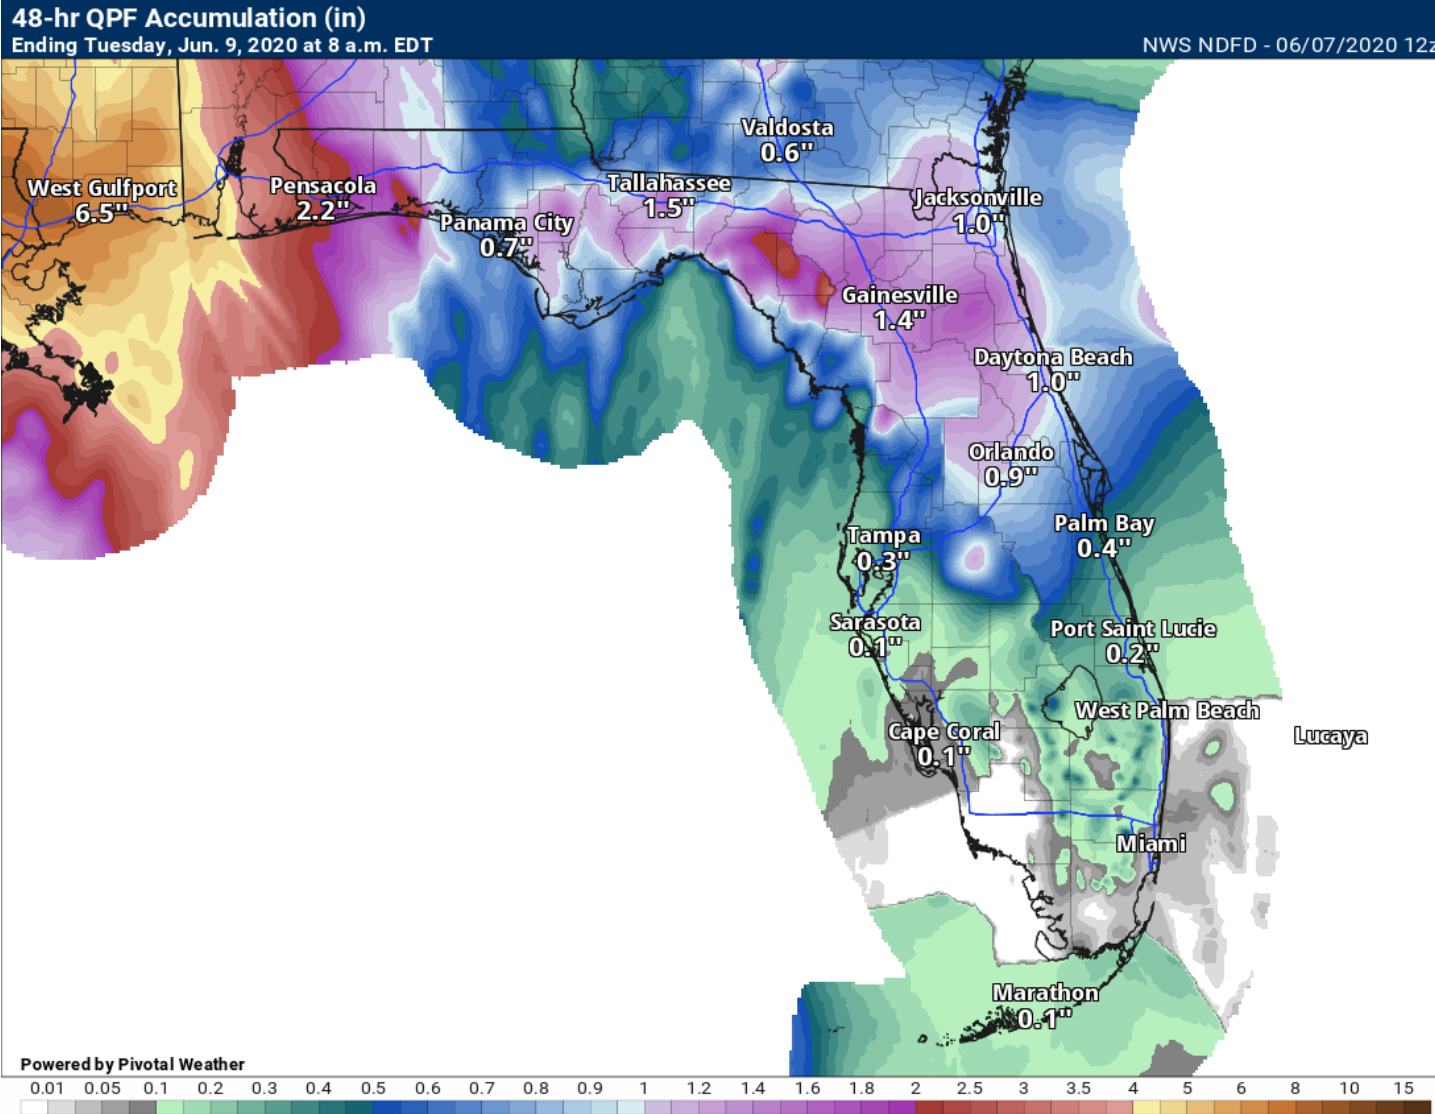 48-hr QPF Accumulation (in)
Ending Tuesday, Jun. 9, 2020 at 8 a.m. EDT
NWS NDFD - 06/07/2020 12z
Valdosta
0.6"
West Gulfport
6.5"
Pensacola
2.2"
Tallahassee
1.5"
Jacksonville
1.0"
Panama City
0.7"
Gainesville
1.4"
Daytona Beach
1.0"
Orlando
0.9"
Palm Bay
0.4"
Tampa
0.3"
Sarasota
0.1"
Port Saint Lucie
0.2"
West Palm Beach
Cape Coral
0.1"
Lucaya
Miami
Marathon
0.1"
Powered by Pivotal Weather
0.01 0.05 0.1 0.2 0.3 0.4 0.5 0.6 0.7 0.8 0.9 1 1.2 1.4 1.6 1.8 2 2.5 3 3.5 4 5 6 8 10 15